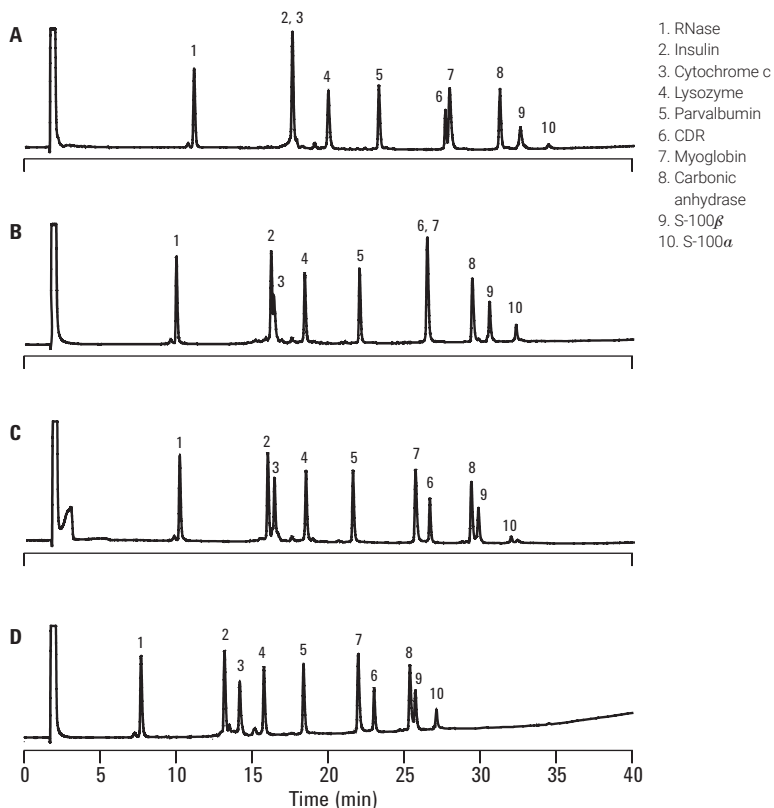 A
1
2, 3
4
5
6
7
8
9
10
1. RNase
2. Insulin
3. Cytochrome c
4. Lysozyme
5. Parvalbumin
6. CDR
7. Myoglobin
8. Carbonic
anhydrase
9. S-100β
10. S-100α
B
1
2
3
4
5
6, 7
8
9
10
C
1
2
3
4
5
7
6
8
9
10
D
1
2
3
4
5
7
6
8
9
10
0 5 10 15 20 25 30 35 40
Time (min)